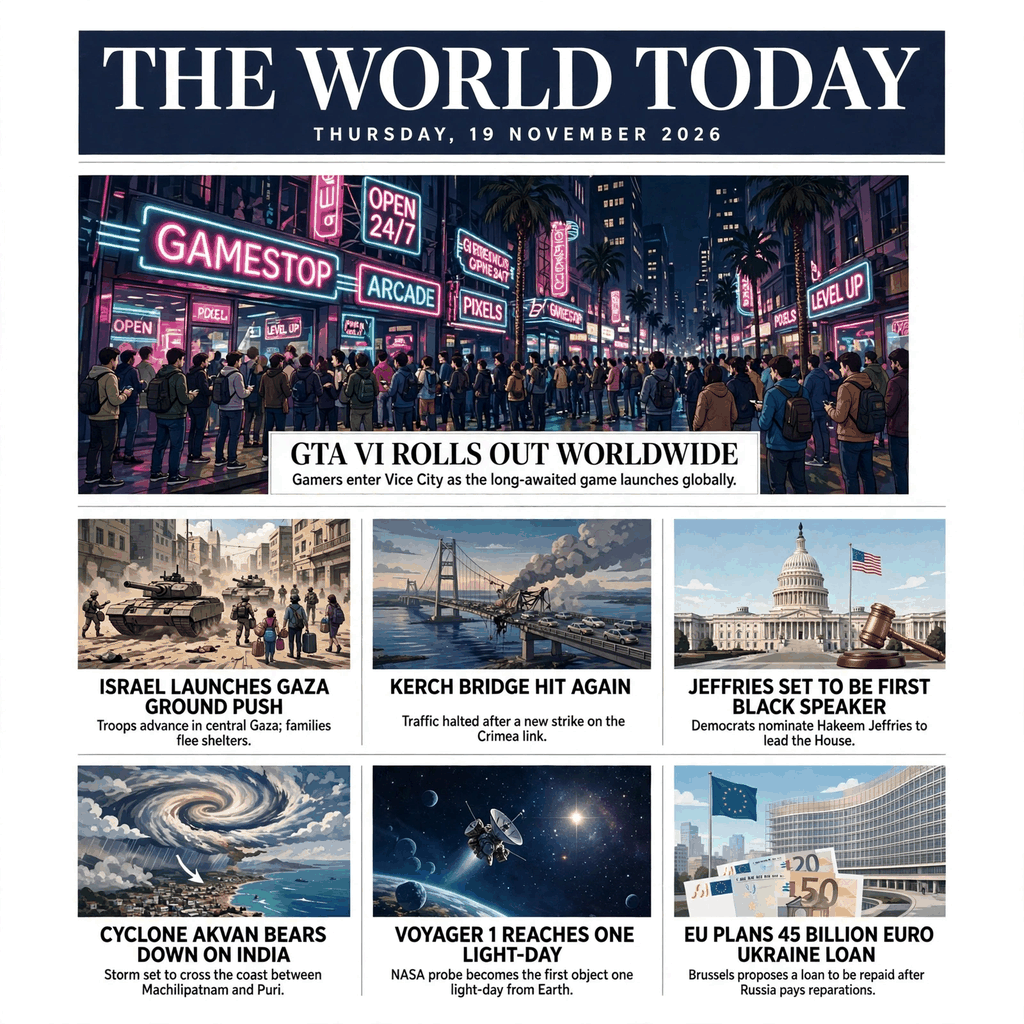 THE WORLD TODAY
THURSDAY, 19 NOVEMBER 2026
OPEN
24/7
GAMESTOP
ARCADE
PIXELS
GAMESTOP
LEVEL UP
OPEN
LEVEL UP
GTA VI ROLLS OUT WORLDWIDE
Gamers enter Vice City as the long-awaited game launches globally.
ISRAEL LAUNCHES GAZA
GROUND PUSH
Troops advance in central Gaza; families
flee shelters.
KERCH BRIDGE HIT AGAIN
Traffic halted after a new strike on the
Crimea link.
JEFFRIES SET TO BE FIRST
BLACK SPEAKER
Democrats nominate Hakeem Jeffries to
lead the House.
CYCLONE AKVAN BEARS
DOWN ON INDIA
Storm set to cross the coast between
Machilipatnam and Puri.
VOYAGER 1 REACHES ONE
LIGHT-DAY
NASA probe becomes the first object one
light-day from Earth.
20
50
EU PLANS 45 BILLION EURO
UKRAINE LOAN
Brussels proposes a loan to be repaid after
Russia pays reparations.